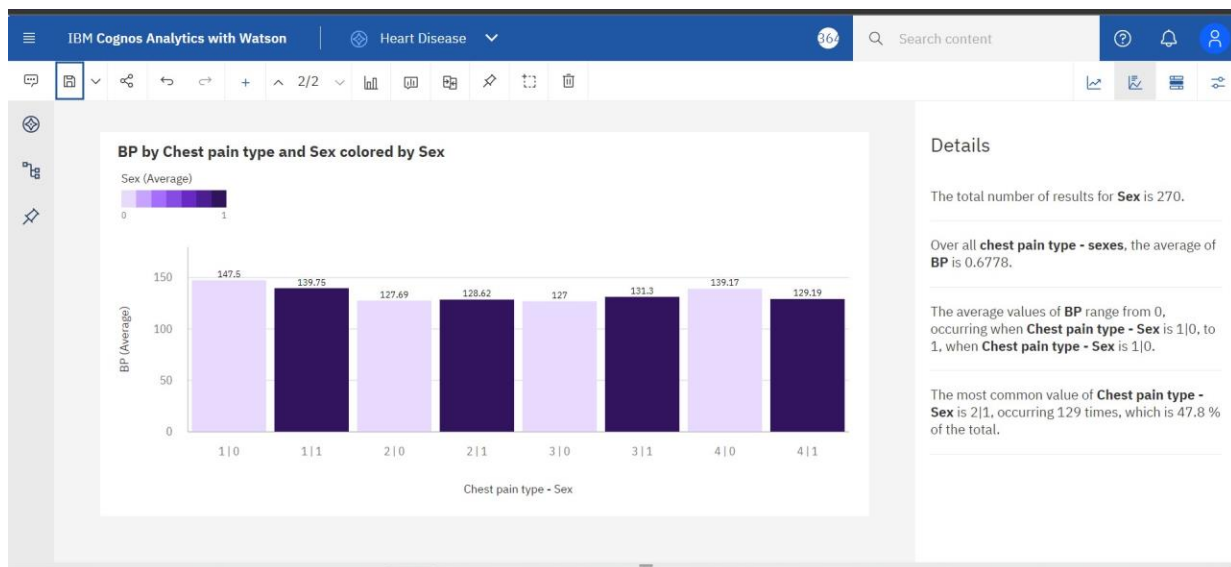 IBM Cognos Analytics with Watson
Heart Disease
364
Search content
2/2
BP by Chest pain type and Sex colored by Sex
Sex (Average)
0 1
BP (Average)
150
100
50
0
147.5
139.75
127.69
128.62
127
131.3
139.17
129.19
1|0 1|1 2|0 2|1 3|0 3|1 4|0 4|1
Chest pain type - Sex
Details
The total number of results for Sex is 270.
Over all chest pain type - sexes, the average of
BP is 0.6778.
The average values of BP range from 0,
occurring when Chest pain type - Sex is 1|0, to
1, when Chest pain type - Sex is 1|0.
The most common value of Chest pain type -
Sex is 2|1, occurring 129 times, which is 47.8 %
of the total.